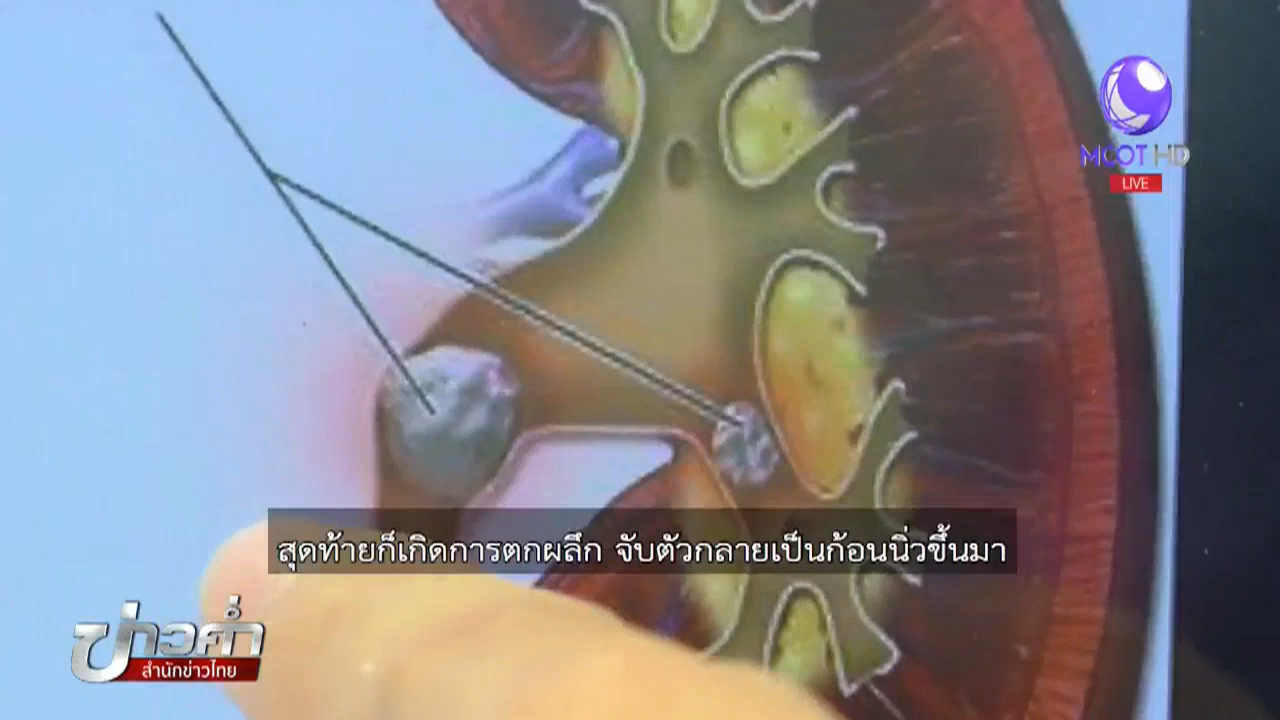 MCOT HD
LIVE
สุดท้ายก็เกิดการตกผลึก จับตัวกลายเป็นก้อนนิ่วขึ้นมา
ข่าวค่ำ
สำนักข่าวไทย